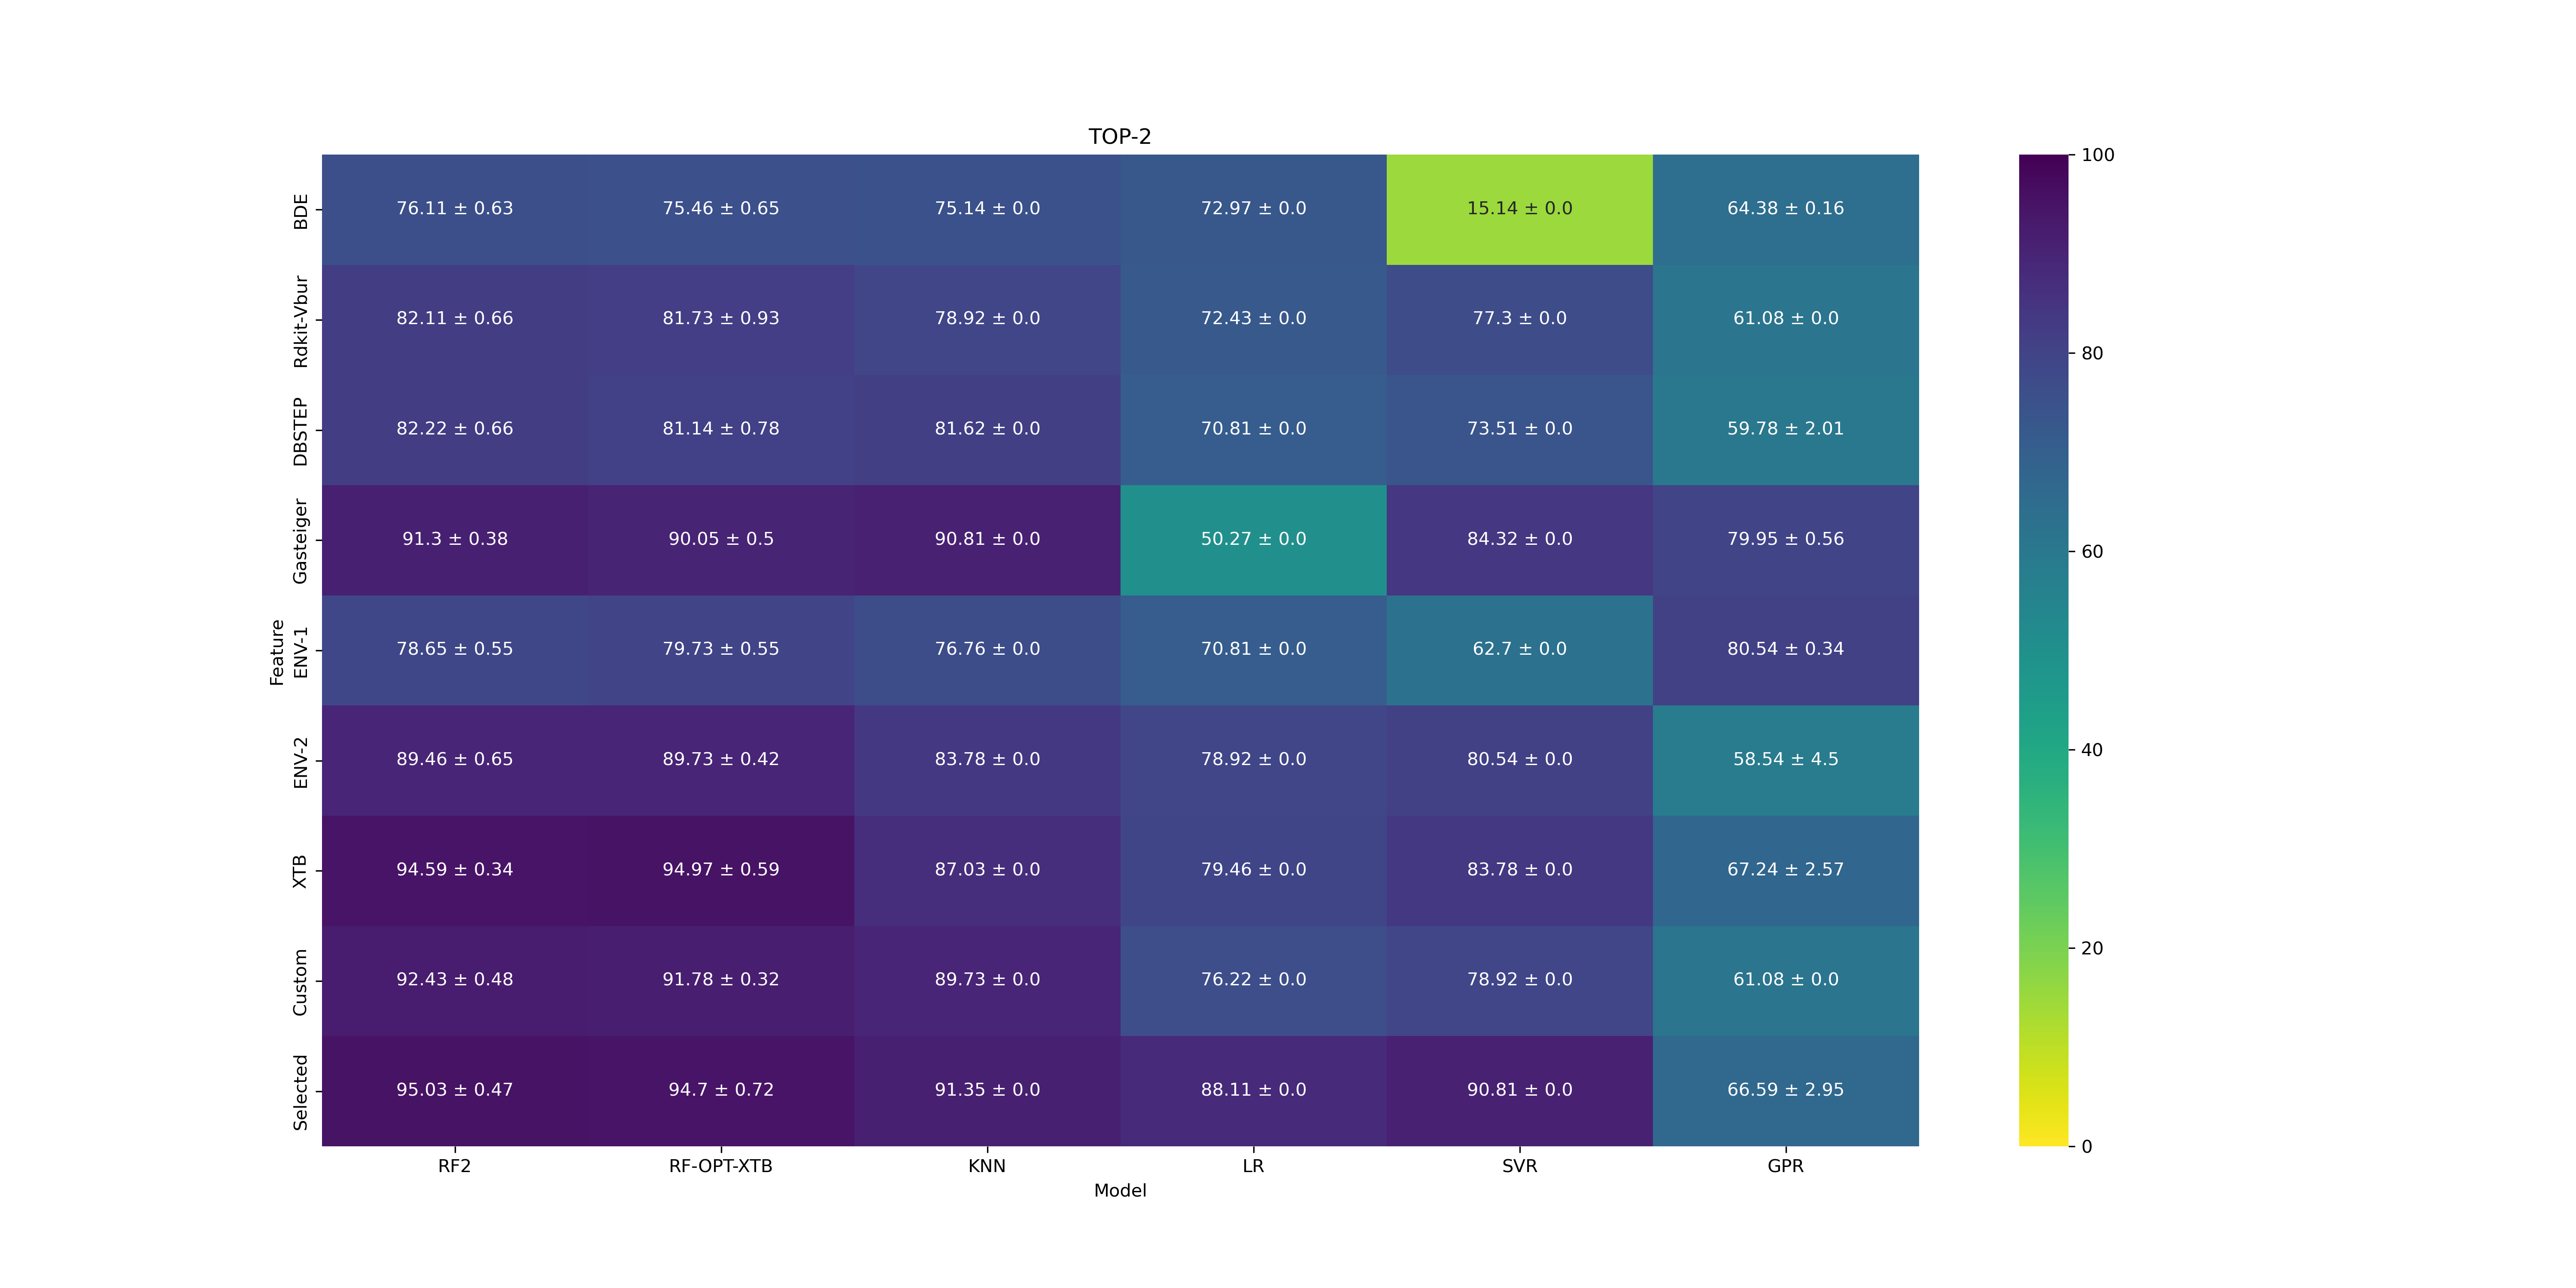 TOP-2
BDE 76.11 ± 0.63 75.46 ± 0.65 75.14 ± 0.0 72.97 ± 0.0 15.14 ± 0.0 64.38 ± 0.16
Rdkit-Vbur 82.11 ± 0.66 81.73 ± 0.93 78.92 ± 0.0 72.43 ± 0.0 77.3 ± 0.0 61.08 ± 0.0
DBSTEP 82.22 ± 0.66 81.14 ± 0.78 81.62 ± 0.0 70.81 ± 0.0 73.51 ± 0.0 59.78 ± 2.01
Gasteiger 91.3 ± 0.38 90.05 ± 0.5 90.81 ± 0.0 50.27 ± 0.0 84.32 ± 0.0 79.95 ± 0.56
Feature
ENV-1 78.65 ± 0.55 79.73 ± 0.55 76.76 ± 0.0 70.81 ± 0.0 62.7 ± 0.0 80.54 ± 0.34
ENV-2 89.46 ± 0.65 89.73 ± 0.42 83.78 ± 0.0 78.92 ± 0.0 80.54 ± 0.0 58.54 ± 4.5
XTB 94.59 ± 0.34 94.97 ± 0.59 87.03 ± 0.0 79.46 ± 0.0 83.78 ± 0.0 67.24 ± 2.57
Custom 92.43 ± 0.48 91.78 ± 0.32 89.73 ± 0.0 76.22 ± 0.0 78.92 ± 0.0 61.08 ± 0.0
Selected 95.03 ± 0.47 94.7 ± 0.72 91.35 ± 0.0 88.11 ± 0.0 90.81 ± 0.0 66.59 ± 2.95
RF2 RF-OPT-XTB KNN LR SVR GPR
Model
100
80
60
40
20
0